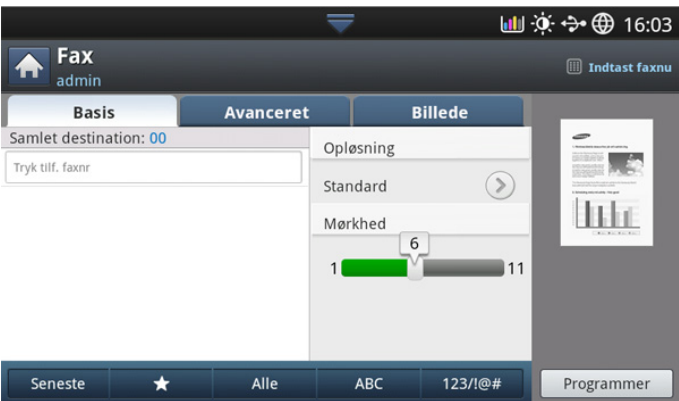 16:03
Fax
admin
Indtast faxnu
Basis
Avanceret
Billede
Samlet destination: 00
Tryk tilf. faxnr
Opløsning
Standard
Mørkhed
6
1
11
Seneste
Alle
ABC
123/!@#
Programmer